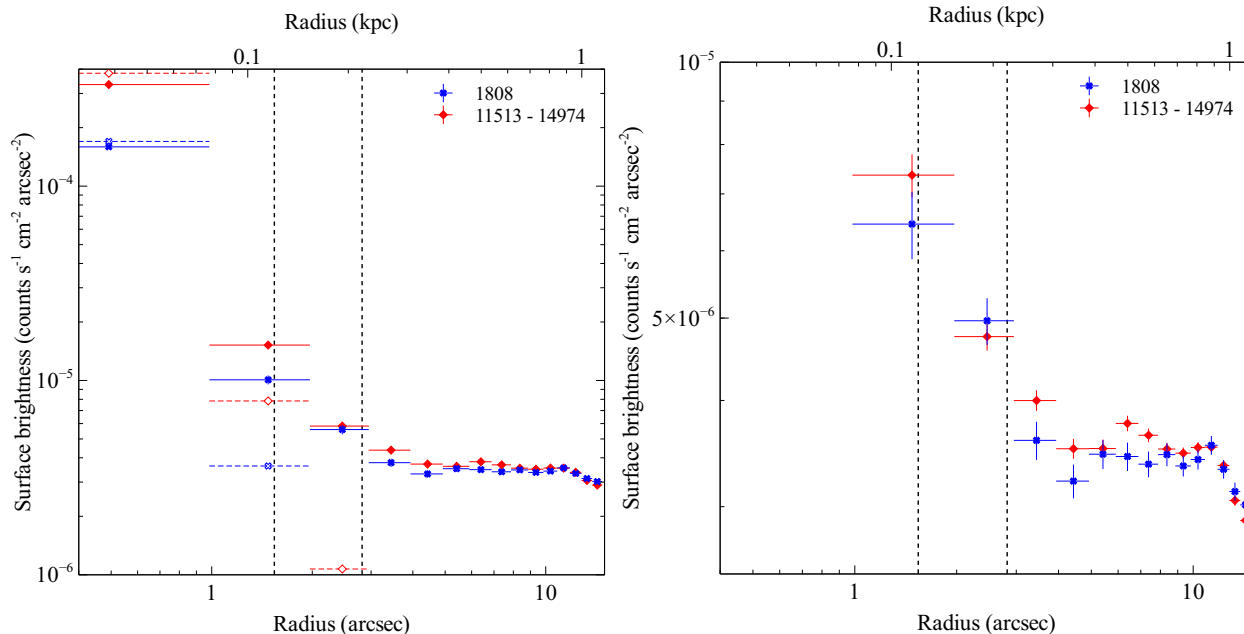 Radius (kpc)
0.1
1
1808
11513 - 14974
Surface brightness (counts s⁻¹ cm⁻² arcsec⁻²)
10⁻⁴
10⁻⁵
10⁻⁶
1
10
Radius (arcsec)
Radius (kpc)
0.1
1
10⁻⁵
1808
11513 - 14974
Surface brightness (counts s⁻¹ cm⁻² arcsec⁻²)
5×10⁻⁶
1
10
Radius (arcsec)